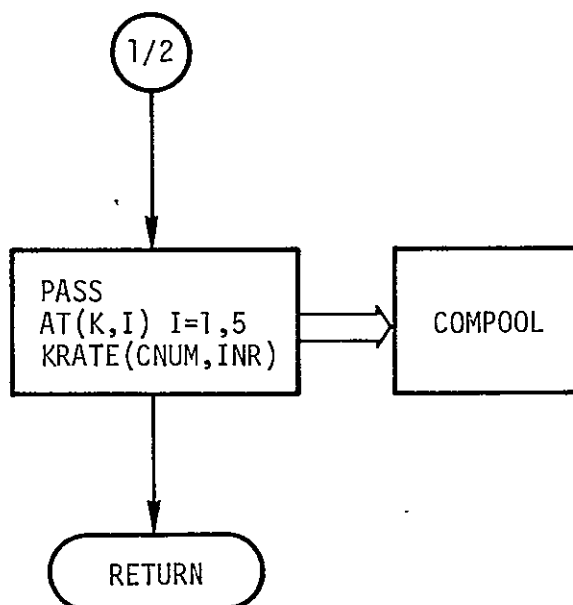 1/2
PASS
AT(K,I) I=1,5
KRATE(CNUM,INR)
COMPOOL
RETURN